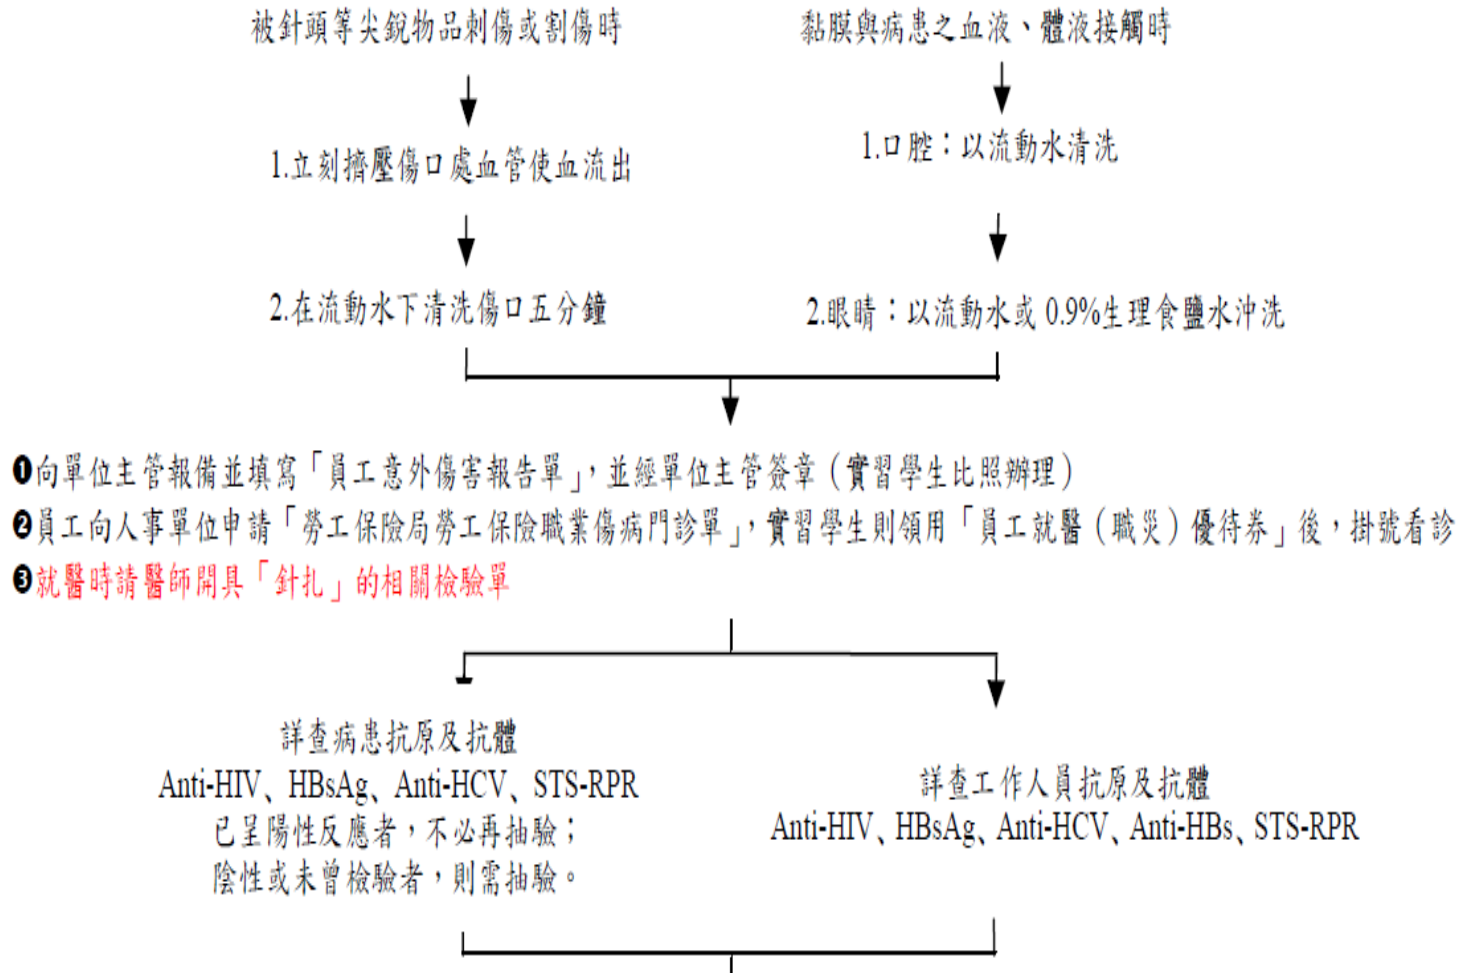 被針頭等尖銳物品刺傷或割傷時
黏膜與病患之血液、體液接觸時
1.立刻擠壓傷口處血管使血流出
1.口腔：以流動水清洗
2.在流動水下清洗傷口五分鐘
2.眼睛：以流動水或 0.9%生理食鹽水沖洗
❶向單位主管報備並填寫「員工意外傷害報告單」，並經單位主管簽章（實習學生比照辦理）
❷員工向人事單位申請「勞工保險局勞工保險職業傷病門診單」，實習學生則領用「員工就醫（職災）優待券」後，掛號看診
❸就醫時請醫師開具「針扎」的相關檢驗單
詳查病患抗原及抗體
Anti-HIV、HBsAg、Anti-HCV、STS-RPR
已呈陽性反應者，不必再抽驗；
陰性或未曾檢驗者，則需抽驗。
詳查工作人員抗原及抗體
Anti-HIV、HBsAg、Anti-HCV、Anti-HBs、STS-RPR